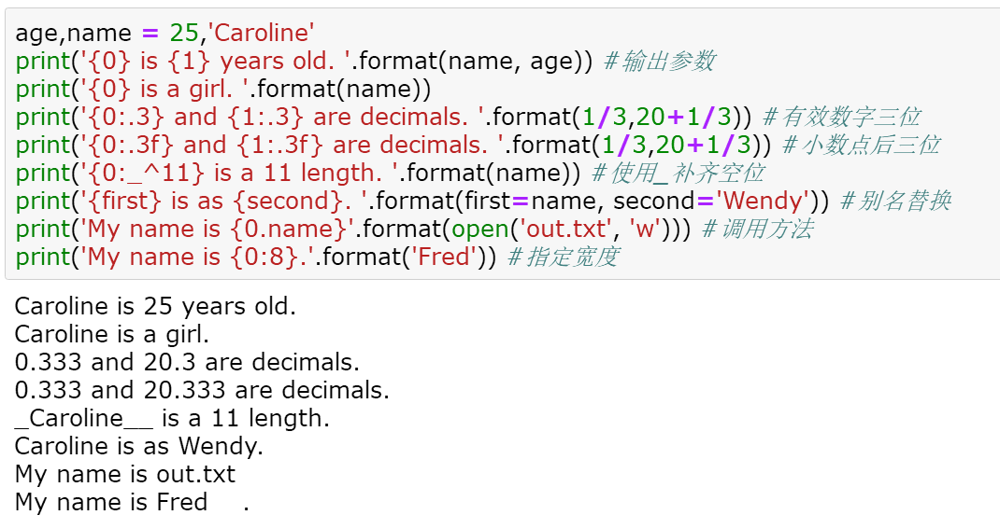 age,name = 25,'Caroline'
print('{0} is {1} years old. '.format(name, age)) #输出参数
print('{0} is a girl. '.format(name))
print('{0:.3} and {1:.3} are decimals. '.format(1/3,20+1/3)) #有效数字三位
print('{0:.3f} and {1:.3f} are decimals. '.format(1/3,20+1/3)) #小数点后三位
print('{0:_^11} is a 11 length. '.format(name)) #使用_补齐空位
print('{first} is as {second}. '.format(first=name, second='Wendy')) #别名替换
print('My name is {0.name}'.format(open('out.txt', 'w'))) #调用方法
print('My name is {0:8}.'.format('Fred')) #指定宽度
Caroline is 25 years old.
Caroline is a girl.
0.333 and 20.3 are decimals.
0.333 and 20.333 are decimals.
_Caroline__ is a 11 length.
Caroline is as Wendy.
My name is out.txt
My name is Fred    .